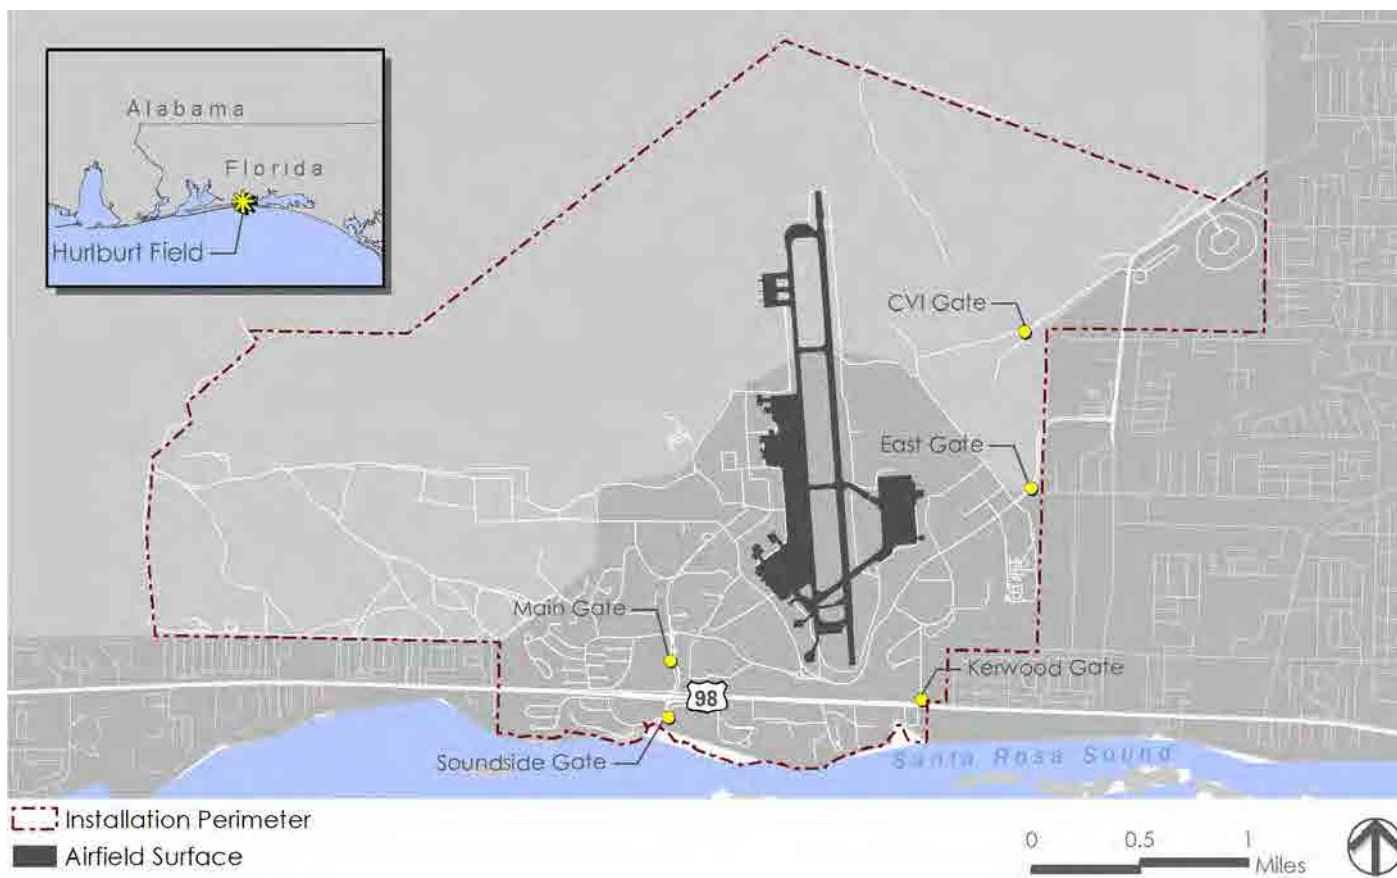 Alabama
Florida
Hurlburt Field
CVI Gate
East Gate
Main Gate
Kerwood Gate
98
Soundside Gate
Santa Rosa Sound
Installation Perimeter
Airfield Surface
0 0.5 1
Miles